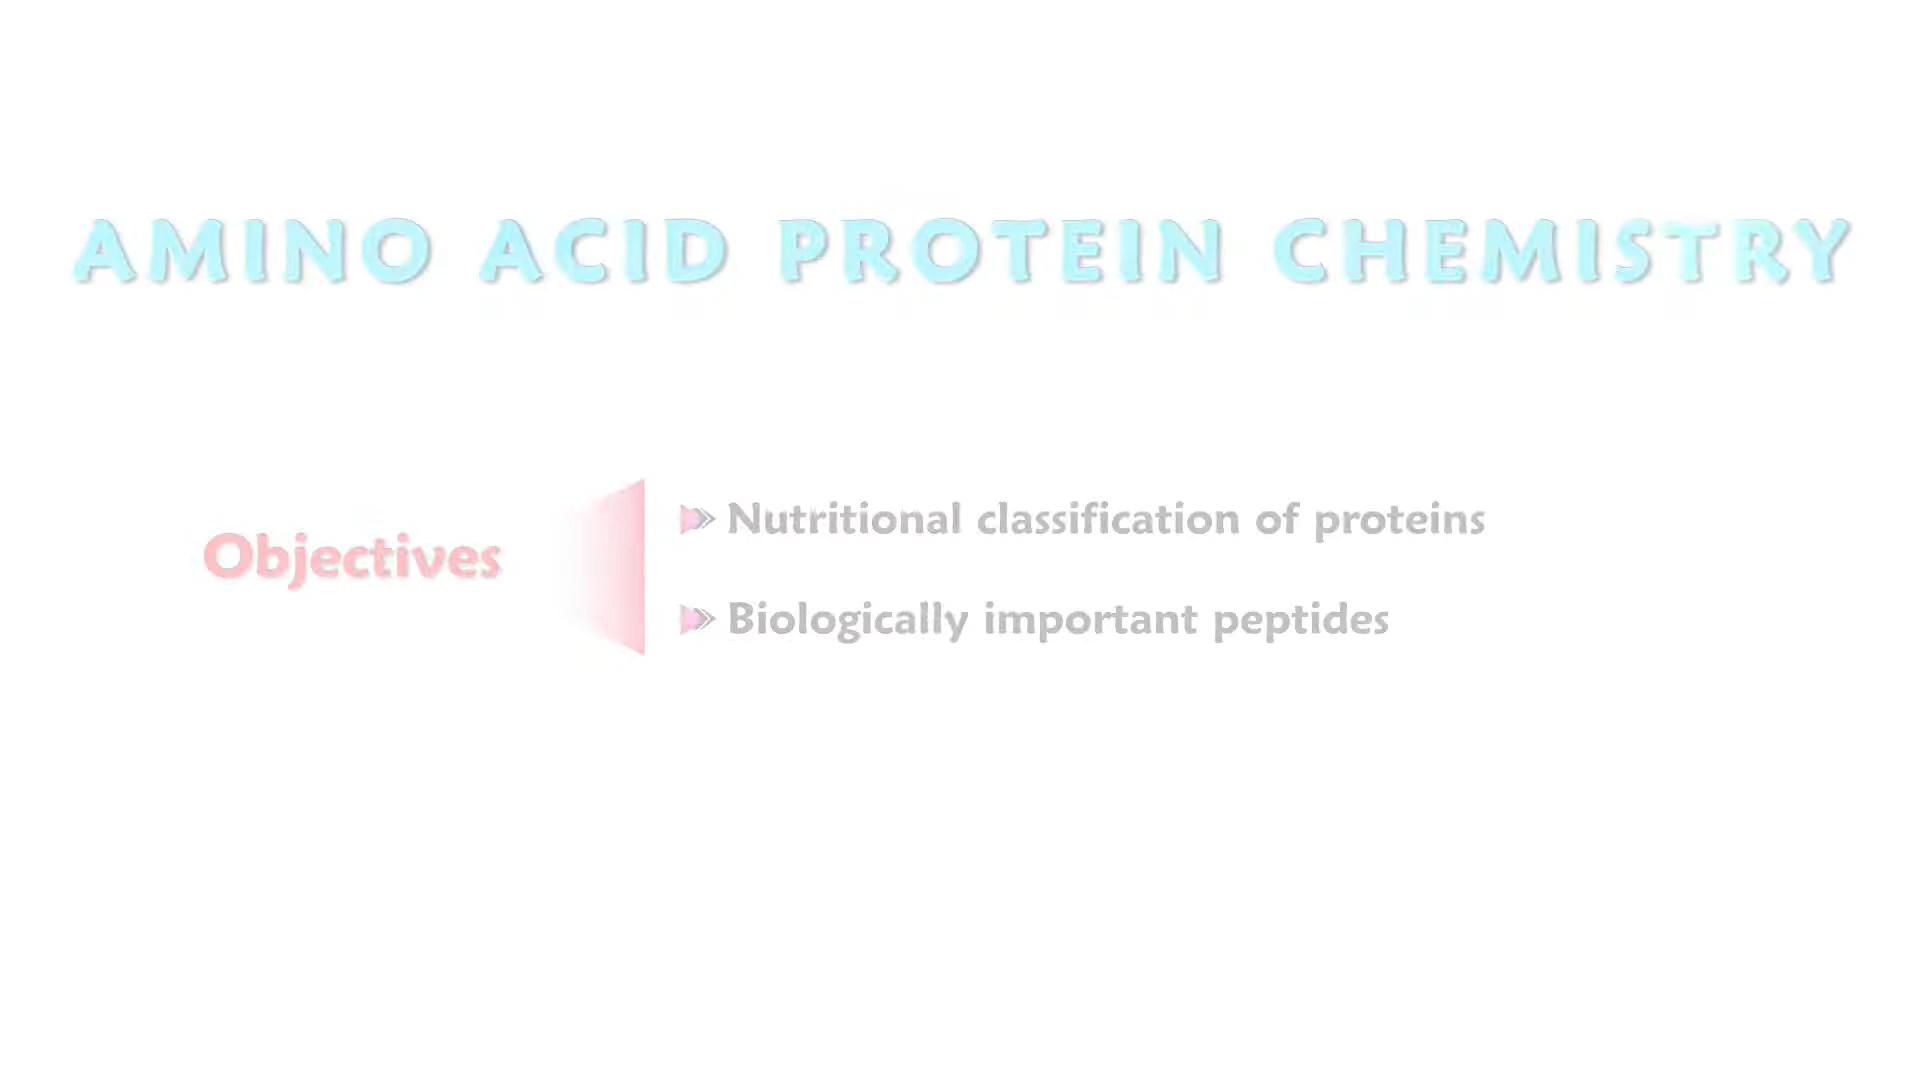 AMINO ACID PROTEIN CHEMISTRY
Objectives
Nutritional classification of proteins
Biologically important peptides